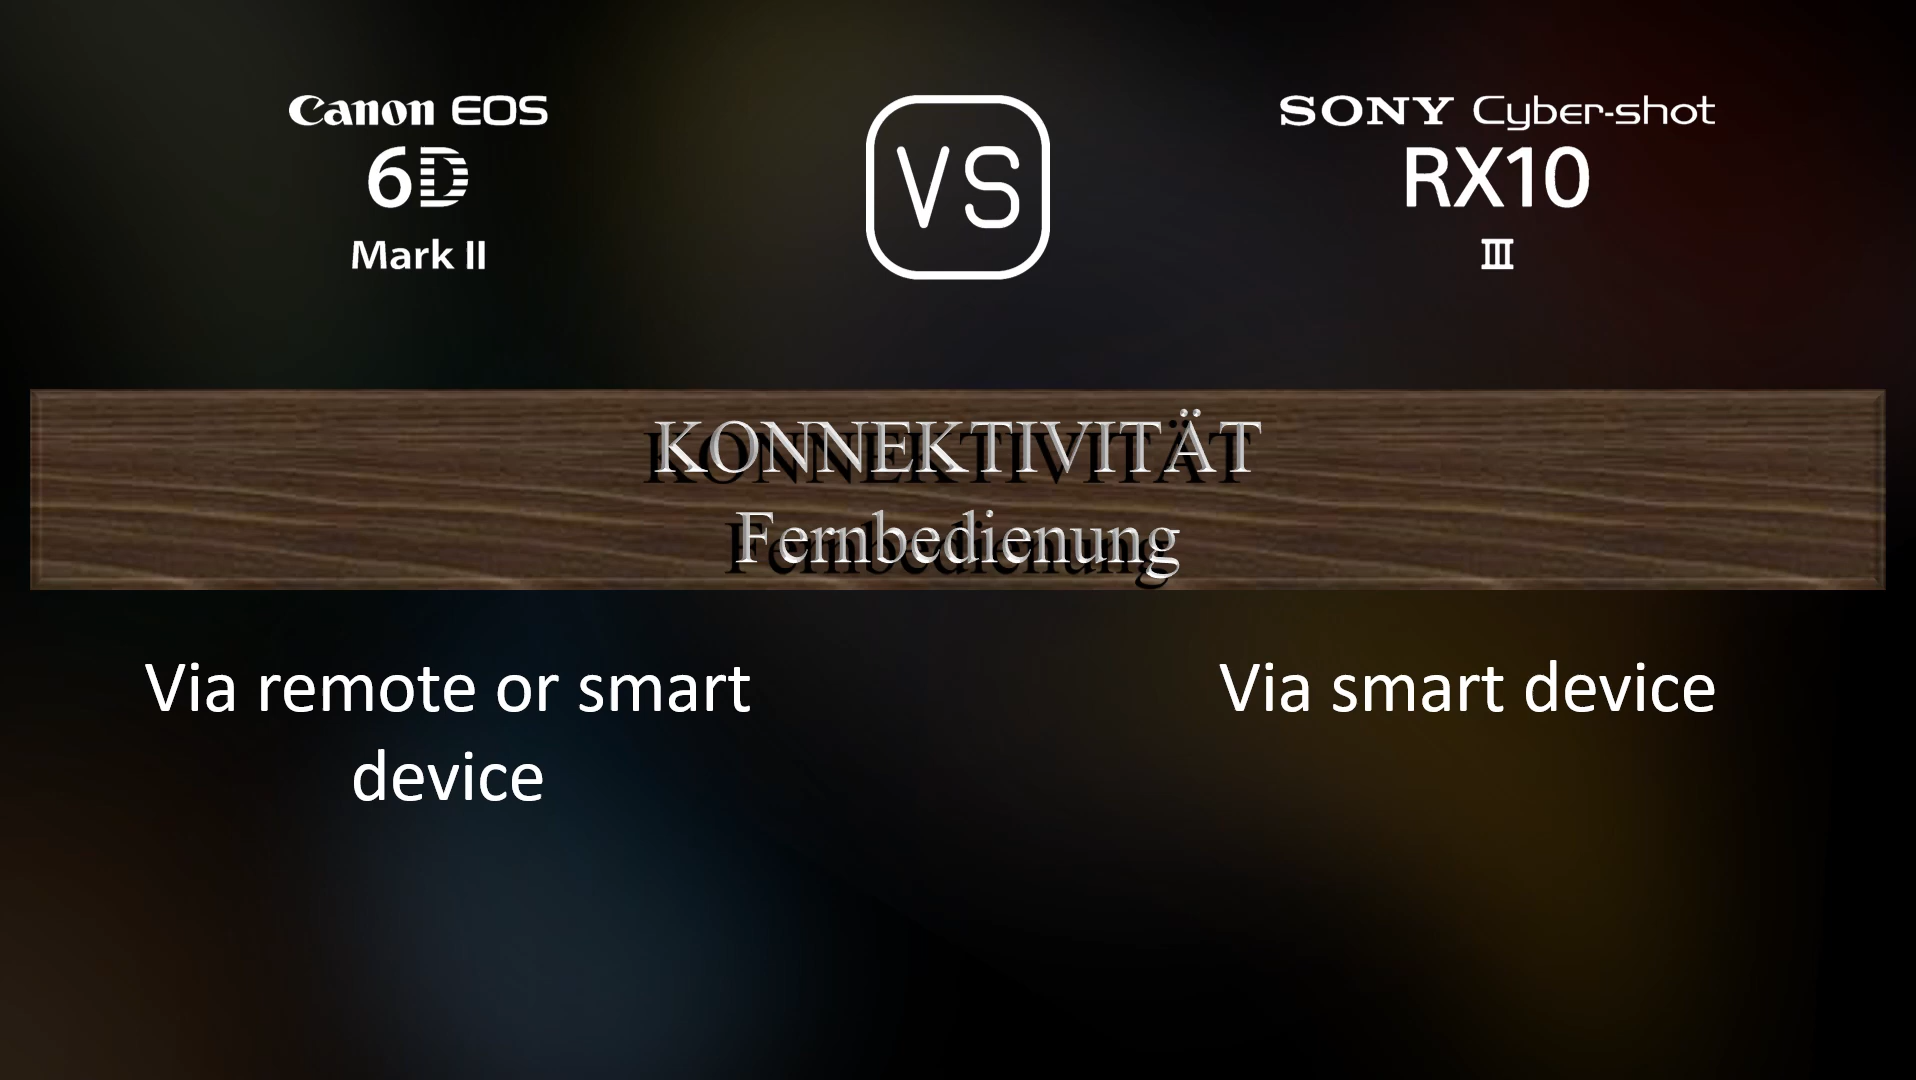 Canon EOS
6D
Mark II
VS
SONY Cyber-shot
RX10
III
KONNEKTIVITÄT
Fernbedienung
Via remote or smart
device
Via smart device